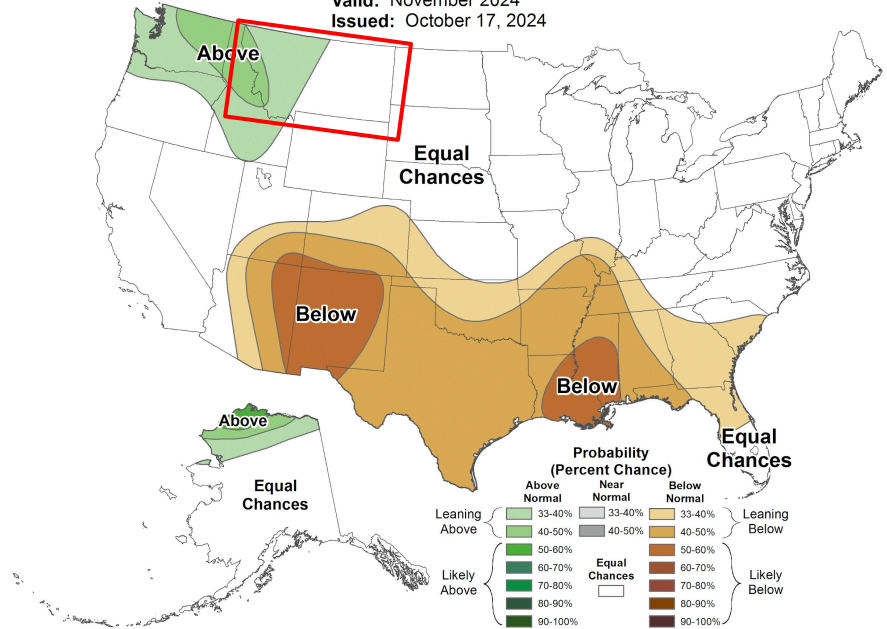 Valid: November 2024
Issued: October 17, 2024
Above
Equal
Chances
Below
Below
Above
Equal
Chances
Equal
Chances
Probability
(Percent Chance)
Above
Normal
Near
Normal
Below
Normal
Leaning
Above
33-40%
33-40%
33-40%
Leaning
Below
40-50%
40-50%
40-50%
Likely
Above
50-60%
Equal
Chances
50-60%
Likely
Below
60-70%
60-70%
70-80%
70-80%
80-90%
80-90%
90-100%
90-100%